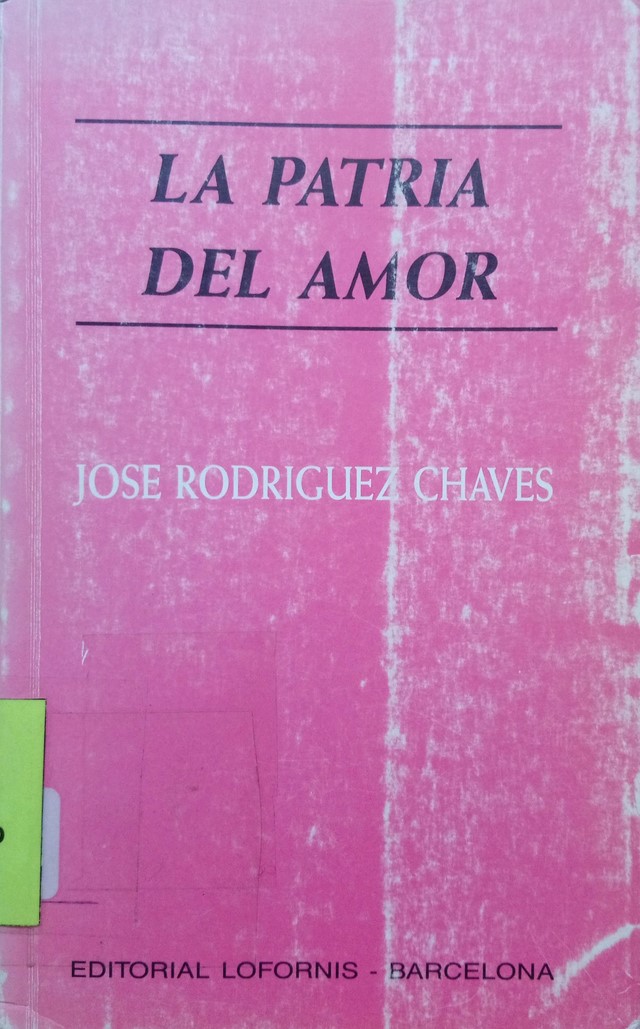 LA PATRIA
DEL AMOR
JOSE RODRIGUEZ CHAVES
EDITORIAL LOFORNIS - BARCELONA